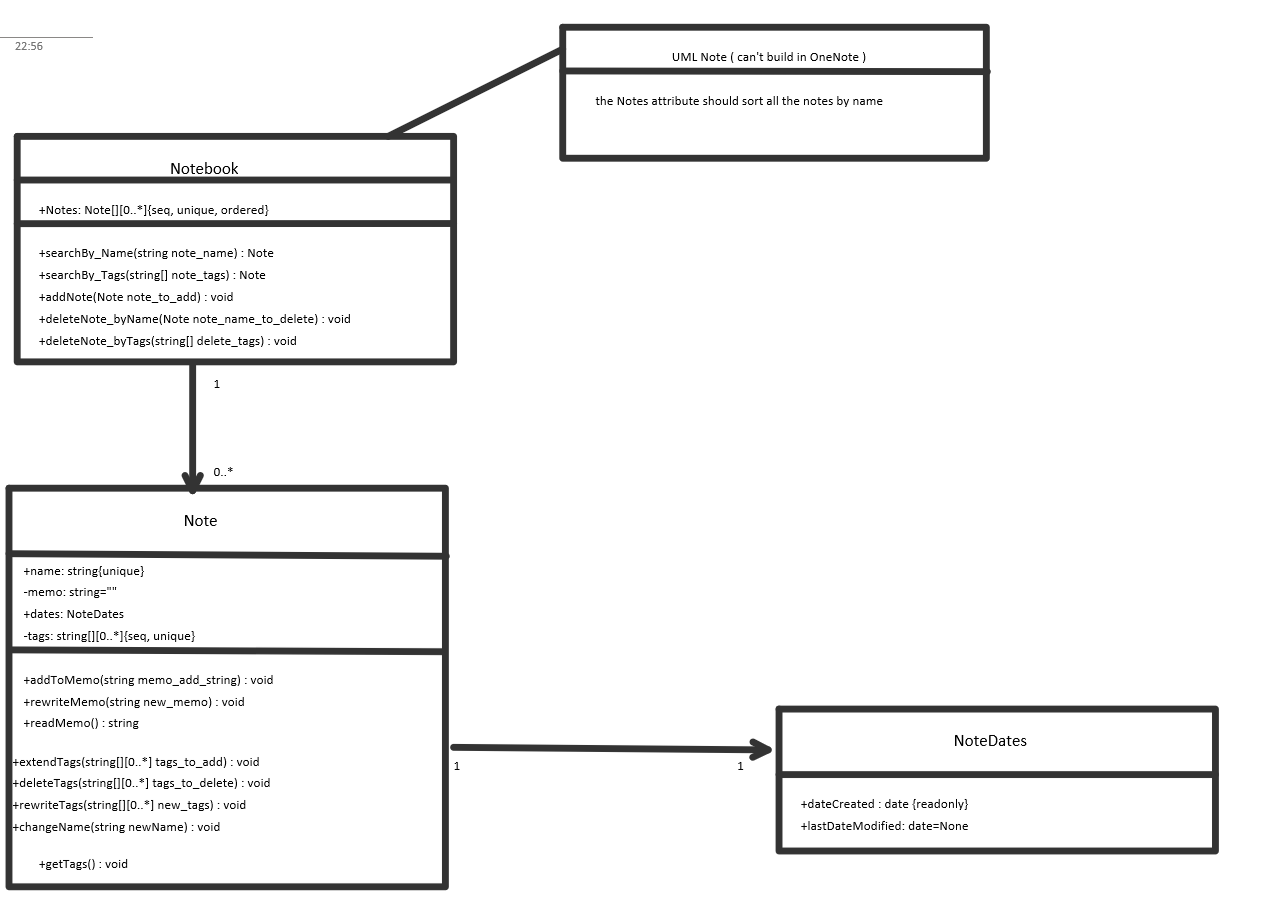 22:56
UML Note ( can't build in OneNote )
the Notes attribute should sort all the notes by name
Notebook
+Notes: Note[][0..*]{seq, unique, ordered}
+searchBy_Name(string note_name) : Note
+searchBy_Tags(string[] note_tags) : Note
+addNote(Note note_to_add) : void
+deleteNote_byName(Note note_name_to_delete) : void
+deleteNote_byTags(string[] delete_tags) : void
1
0..*
Note
+name: string{unique}
-memo: string=""
+dates: NoteDates
-tags: string[][0..*]{seq, unique}
+addToMemo(string memo_add_string) : void
+rewriteMemo(string new_memo) : void
+readMemo() : string
+extendTags(string[][0..*] tags_to_add) : void
+deleteTags(string[][0..*] tags_to_delete) : void
+rewriteTags(string[][0..*] new_tags) : void
+changeName(string newName) : void
+getTags() : void
1
1
NoteDates
+dateCreated : date {readonly}
+lastDateModified: date=None